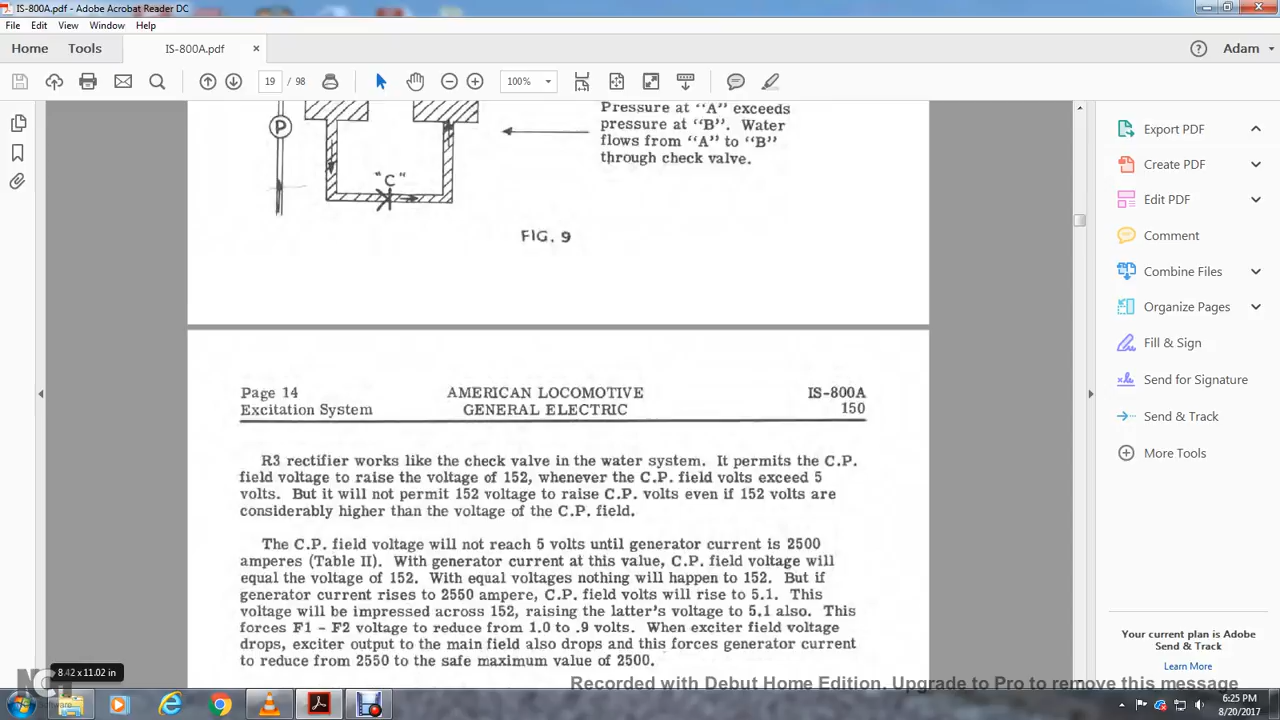 IS-800A.pdf - Adobe Acrobat Reader DC
File Edit View Window Help
Home Tools IS-800A.pdf × Adam
19 / 98 100%
P
"C"
Pressure at "A" exceeds
pressure at "B". Water
flows from "A" to "B"
through check valve.
FIG. 9
Page 14 AMERICAN LOCOMOTIVE IS-800A
Excitation System GENERAL ELECTRIC 150
R3 rectifier works like the check valve in the water system. It permits the C.P.
field voltage to raise the voltage of 152, whenever the C.P. field volts exceed 5
volts. But it will not permit 152 voltage to raise C.P. volts even if 152 volts are
considerably higher than the voltage of the C.P. field.
The C.P. field voltage will not reach 5 volts until generator current is 2500
amperes (Table II). With generator current at this value, C.P. field voltage will
equal the voltage of 152. With equal voltages nothing will happen to 152. But if
generator current rises to 2550 ampere, C.P. field volts will rise to 5.1. This
voltage will be impressed across 152, raising the latter's voltage to 5.1 also. This
forces F1 - F2 voltage to reduce from 1.0 to .9 volts. When exciter field voltage
drops, exciter output to the main field also drops and this forces generator current
to reduce from 2550 to the safe maximum value of 2500.
8.42 x 11.02 in
Export PDF
Create PDF
Edit PDF
Comment
Combine Files
Organize Pages
Fill & Sign
Send for Signature
Send & Track
More Tools
Your current plan is Adobe
Send & Track
Learn More
NCT
Recorded with Debut Home Edition. Upgrade to Pro to remove this message
6:25 PM
8/20/2017